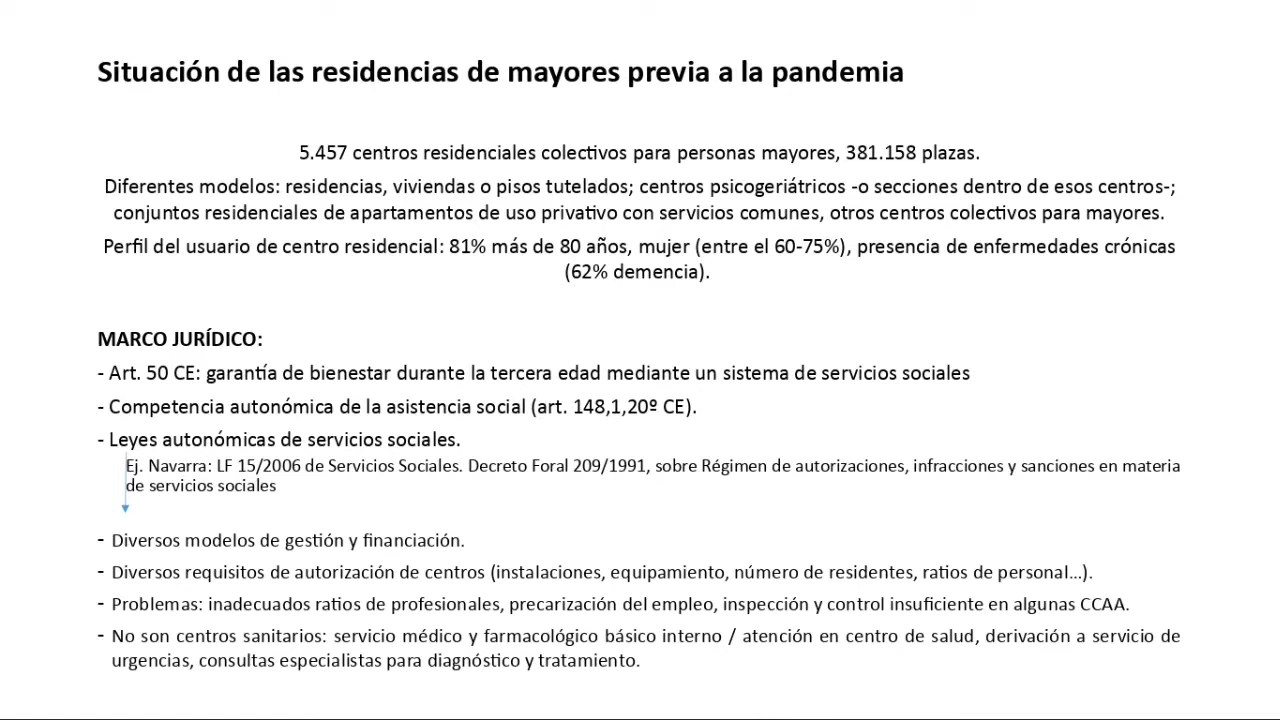 Situación de las residencias de mayores previa a la pandemia
5.457 centros residenciales colectivos para personas mayores, 381.158 plazas.
Diferentes modelos: residencias, viviendas o pisos tutelados; centros psicogeriátricos -o secciones dentro de esos centros-;
conjuntos residenciales de apartamentos de uso privativo con servicios comunes, otros centros colectivos para mayores.
Perfil del usuario de centro residencial: 81% más de 80 años, mujer (entre el 60-75%), presencia de enfermedades crónicas
(62% demencia).
MARCO JURÍDICO:
- Art. 50 CE: garantía de bienestar durante la tercera edad mediante un sistema de servicios sociales
- Competencia autonómica de la asistencia social (art. 148,1,20º CE).
- Leyes autonómicas de servicios sociales.
Ej. Navarra: LF 15/2006 de Servicios Sociales. Decreto Foral 209/1991, sobre Régimen de autorizaciones, infracciones y sanciones en materia
de servicios sociales
- Diversos modelos de gestión y financiación.
- Diversos requisitos de autorización de centros (instalaciones, equipamiento, número de residentes, ratios de personal…).
- Problemas: inadecuados ratios de profesionales, precarización del empleo, inspección y control insuficiente en algunas CCAA.
- No son centros sanitarios: servicio médico y farmacológico básico interno / atención en centro de salud, derivación a servicio de
urgencias, consultas especialistas para diagnóstico y tratamiento.